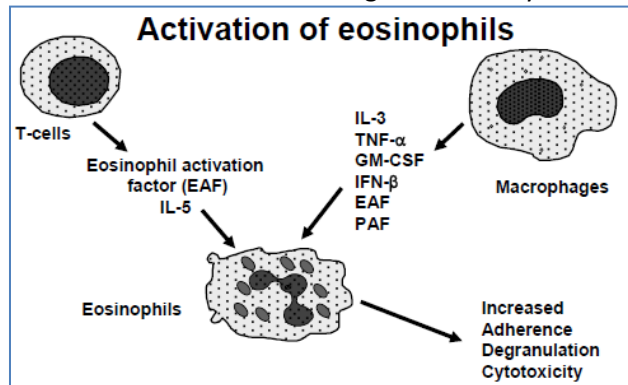 Activation of eosinophils
T-cells
Eosinophil activation
factor (EAF)
IL-5
IL-3
TNF-α
GM-CSF
IFN-β
EAF
PAF
Macrophages
Eosinophils
Increased
Adherence
Degranulation
Cytotoxicity